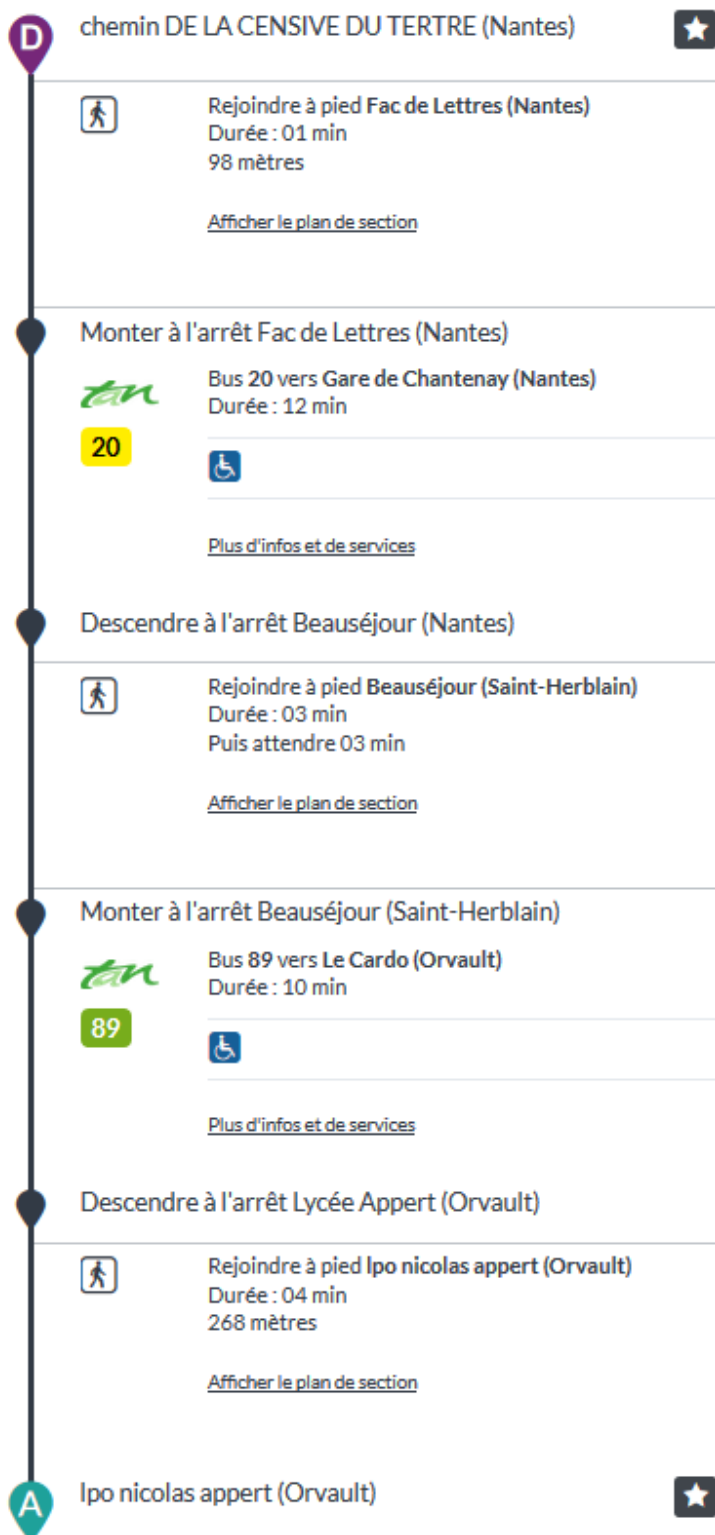 D
chemin DE LA CENSIVE DU TERTRE (Nantes)
Rejoindre à pied Fac de Lettres (Nantes)
Durée : 01 min
98 mètres
Afficher le plan de section
Monter à l'arrêt Fac de Lettres (Nantes)
tan
Bus 20 vers Gare de Chantenay (Nantes)
Durée : 12 min
20
Plus d'infos et de services
Descendre à l'arrêt Beauséjour (Nantes)
Rejoindre à pied Beauséjour (Saint-Herblain)
Durée : 03 min
Puis attendre 03 min
Afficher le plan de section
Monter à l'arrêt Beauséjour (Saint-Herblain)
tan
Bus 89 vers Le Cardo (Orvault)
Durée : 10 min
89
Plus d'infos et de services
Descendre à l'arrêt Lycée Appert (Orvault)
Rejoindre à pied lpo nicolas appert (Orvault)
Durée : 04 min
268 mètres
Afficher le plan de section
A
lpo nicolas appert (Orvault)